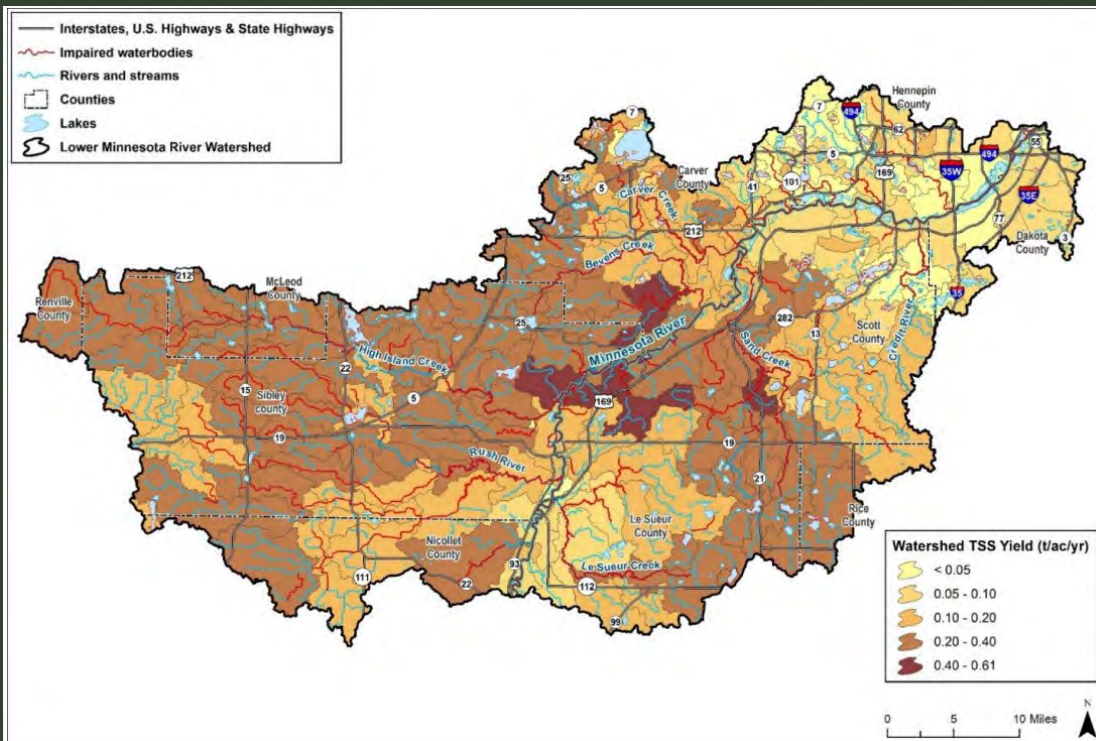 Interstates, U.S. Highways & State Highways
Impaired waterbodies
Rivers and streams
Counties
Lakes
Lower Minnesota River Watershed
Hennepin
County
7
7
494
62
5
55
494
169
35W
101
41
35E
77
Dakota
County
3
35
25
5
Carver
County
Carver Creek
212
Bevens Creek
212
McLeod
county
Renville
County
25
282
13
Scott
County
Credit River
Minnesota River
Sand Creek
High Island Creek
22
15
Sibley
county
5
169
19
19
21
Rush River
Rice
County
Le Sueur
County
Nicollet
County
Le Sueur Creek
93
111
22
112
99
Watershed TSS Yield (t/ac/yr)
< 0.05
0.05 - 0.10
0.10 - 0.20
0.20 - 0.40
0.40 - 0.61
N
0 5 10 Miles